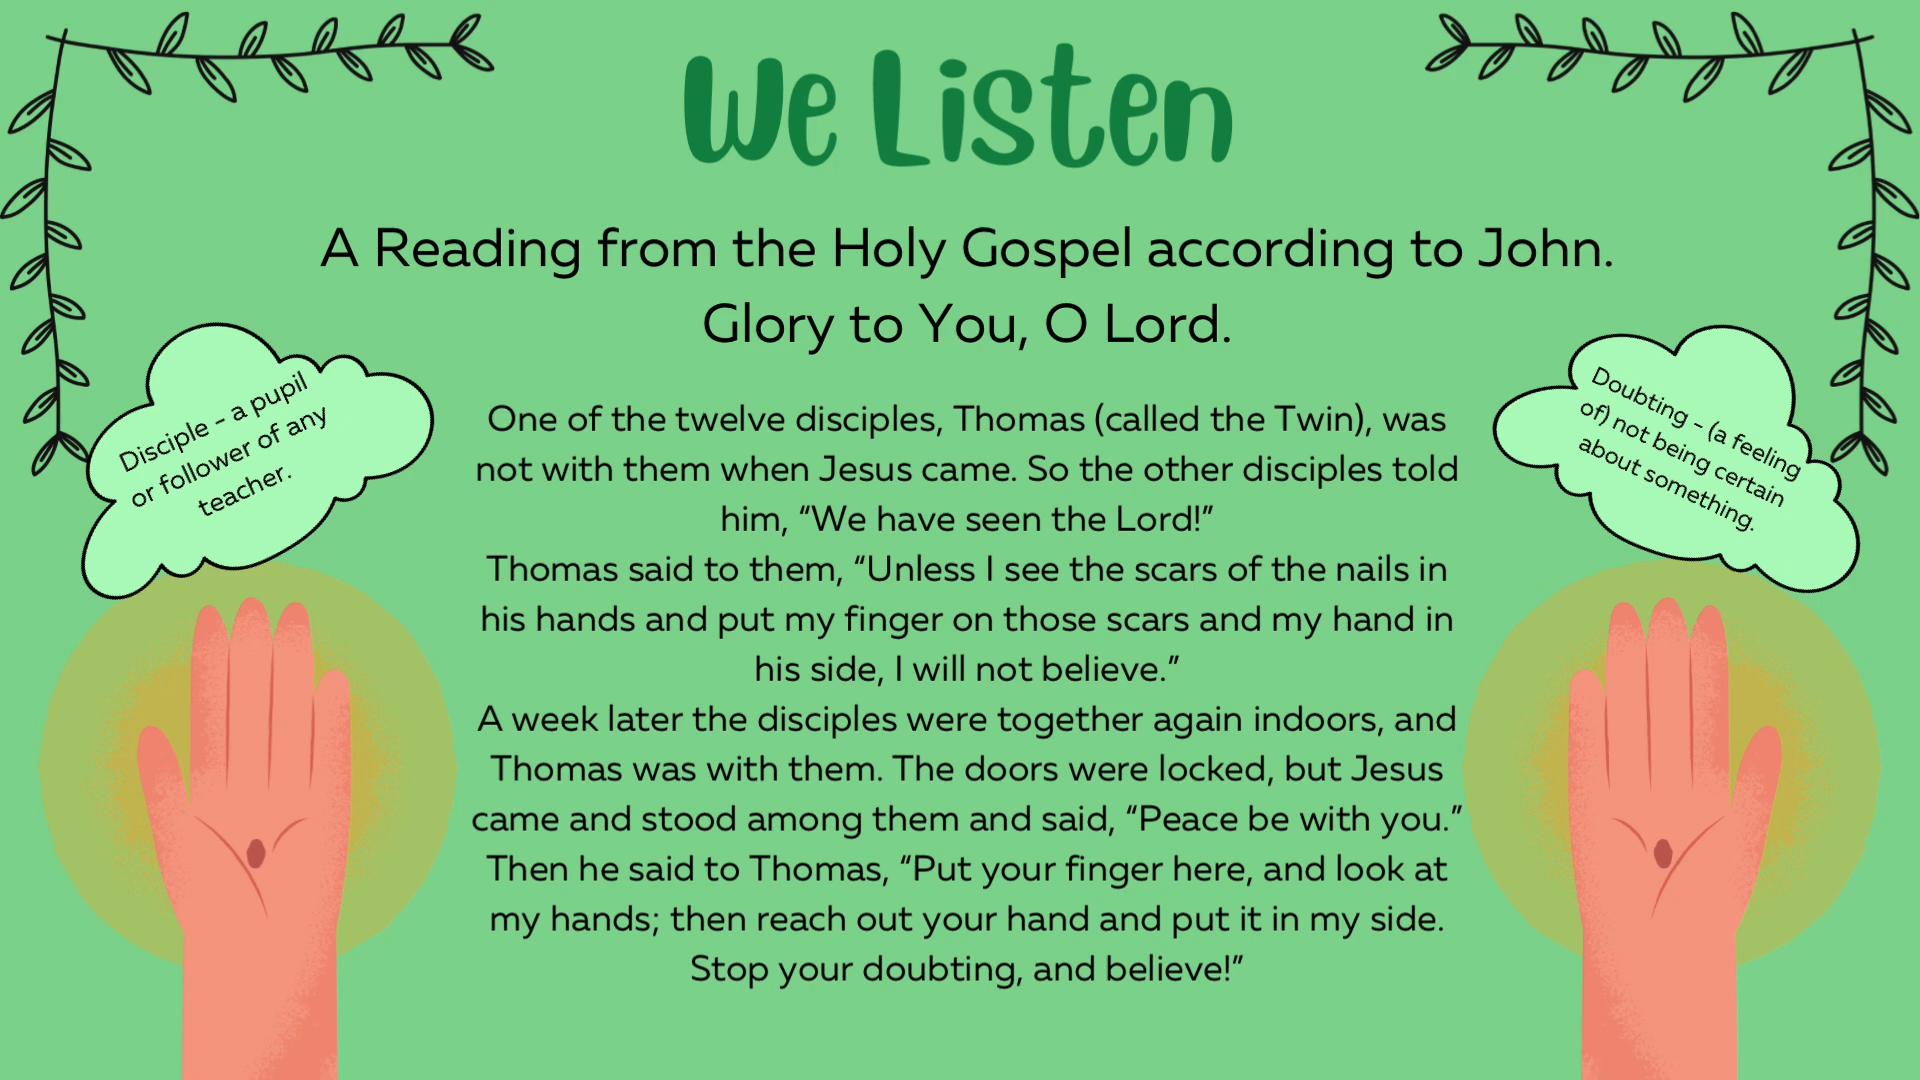 We Listen
A Reading from the Holy Gospel according to John.
Glory to You, O Lord.
Disciple - a pupil
or follower of any
teacher.
Doubting - (a feeling
of) not being certain
about something.
One of the twelve disciples, Thomas (called the Twin), was
not with them when Jesus came. So the other disciples told
him, “We have seen the Lord!”
Thomas said to them, “Unless I see the scars of the nails in
his hands and put my finger on those scars and my hand in
his side, I will not believe.”
A week later the disciples were together again indoors, and
Thomas was with them. The doors were locked, but Jesus
came and stood among them and said, “Peace be with you.”
Then he said to Thomas, “Put your finger here, and look at
my hands; then reach out your hand and put it in my side.
Stop your doubting, and believe!”